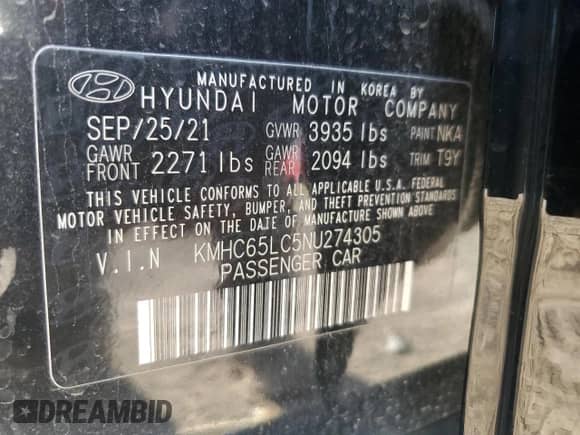 MANUFACTURED IN KOREA BY
HYUNDAI MOTOR COMPANY
SEP/25/21 GVWR 3935 lbs PAINT NKA
GAWR FRONT 2271 lbs GAWR REAR 2094 lbs TRIM T9Y
THIS VEHICLE CONFORMS TO ALL APPLICABLE U.S.A. FEDERAL
MOTOR VEHICLE SAFETY, BUMPER, AND THEFT PREVENTION STANDARDS
IN EFFECT ON THE DATE OF MANUFACTURE SHOWN ABOVE.
V.I.N KMHC65LC5NU274305
PASSENGER CAR
DREAMBID